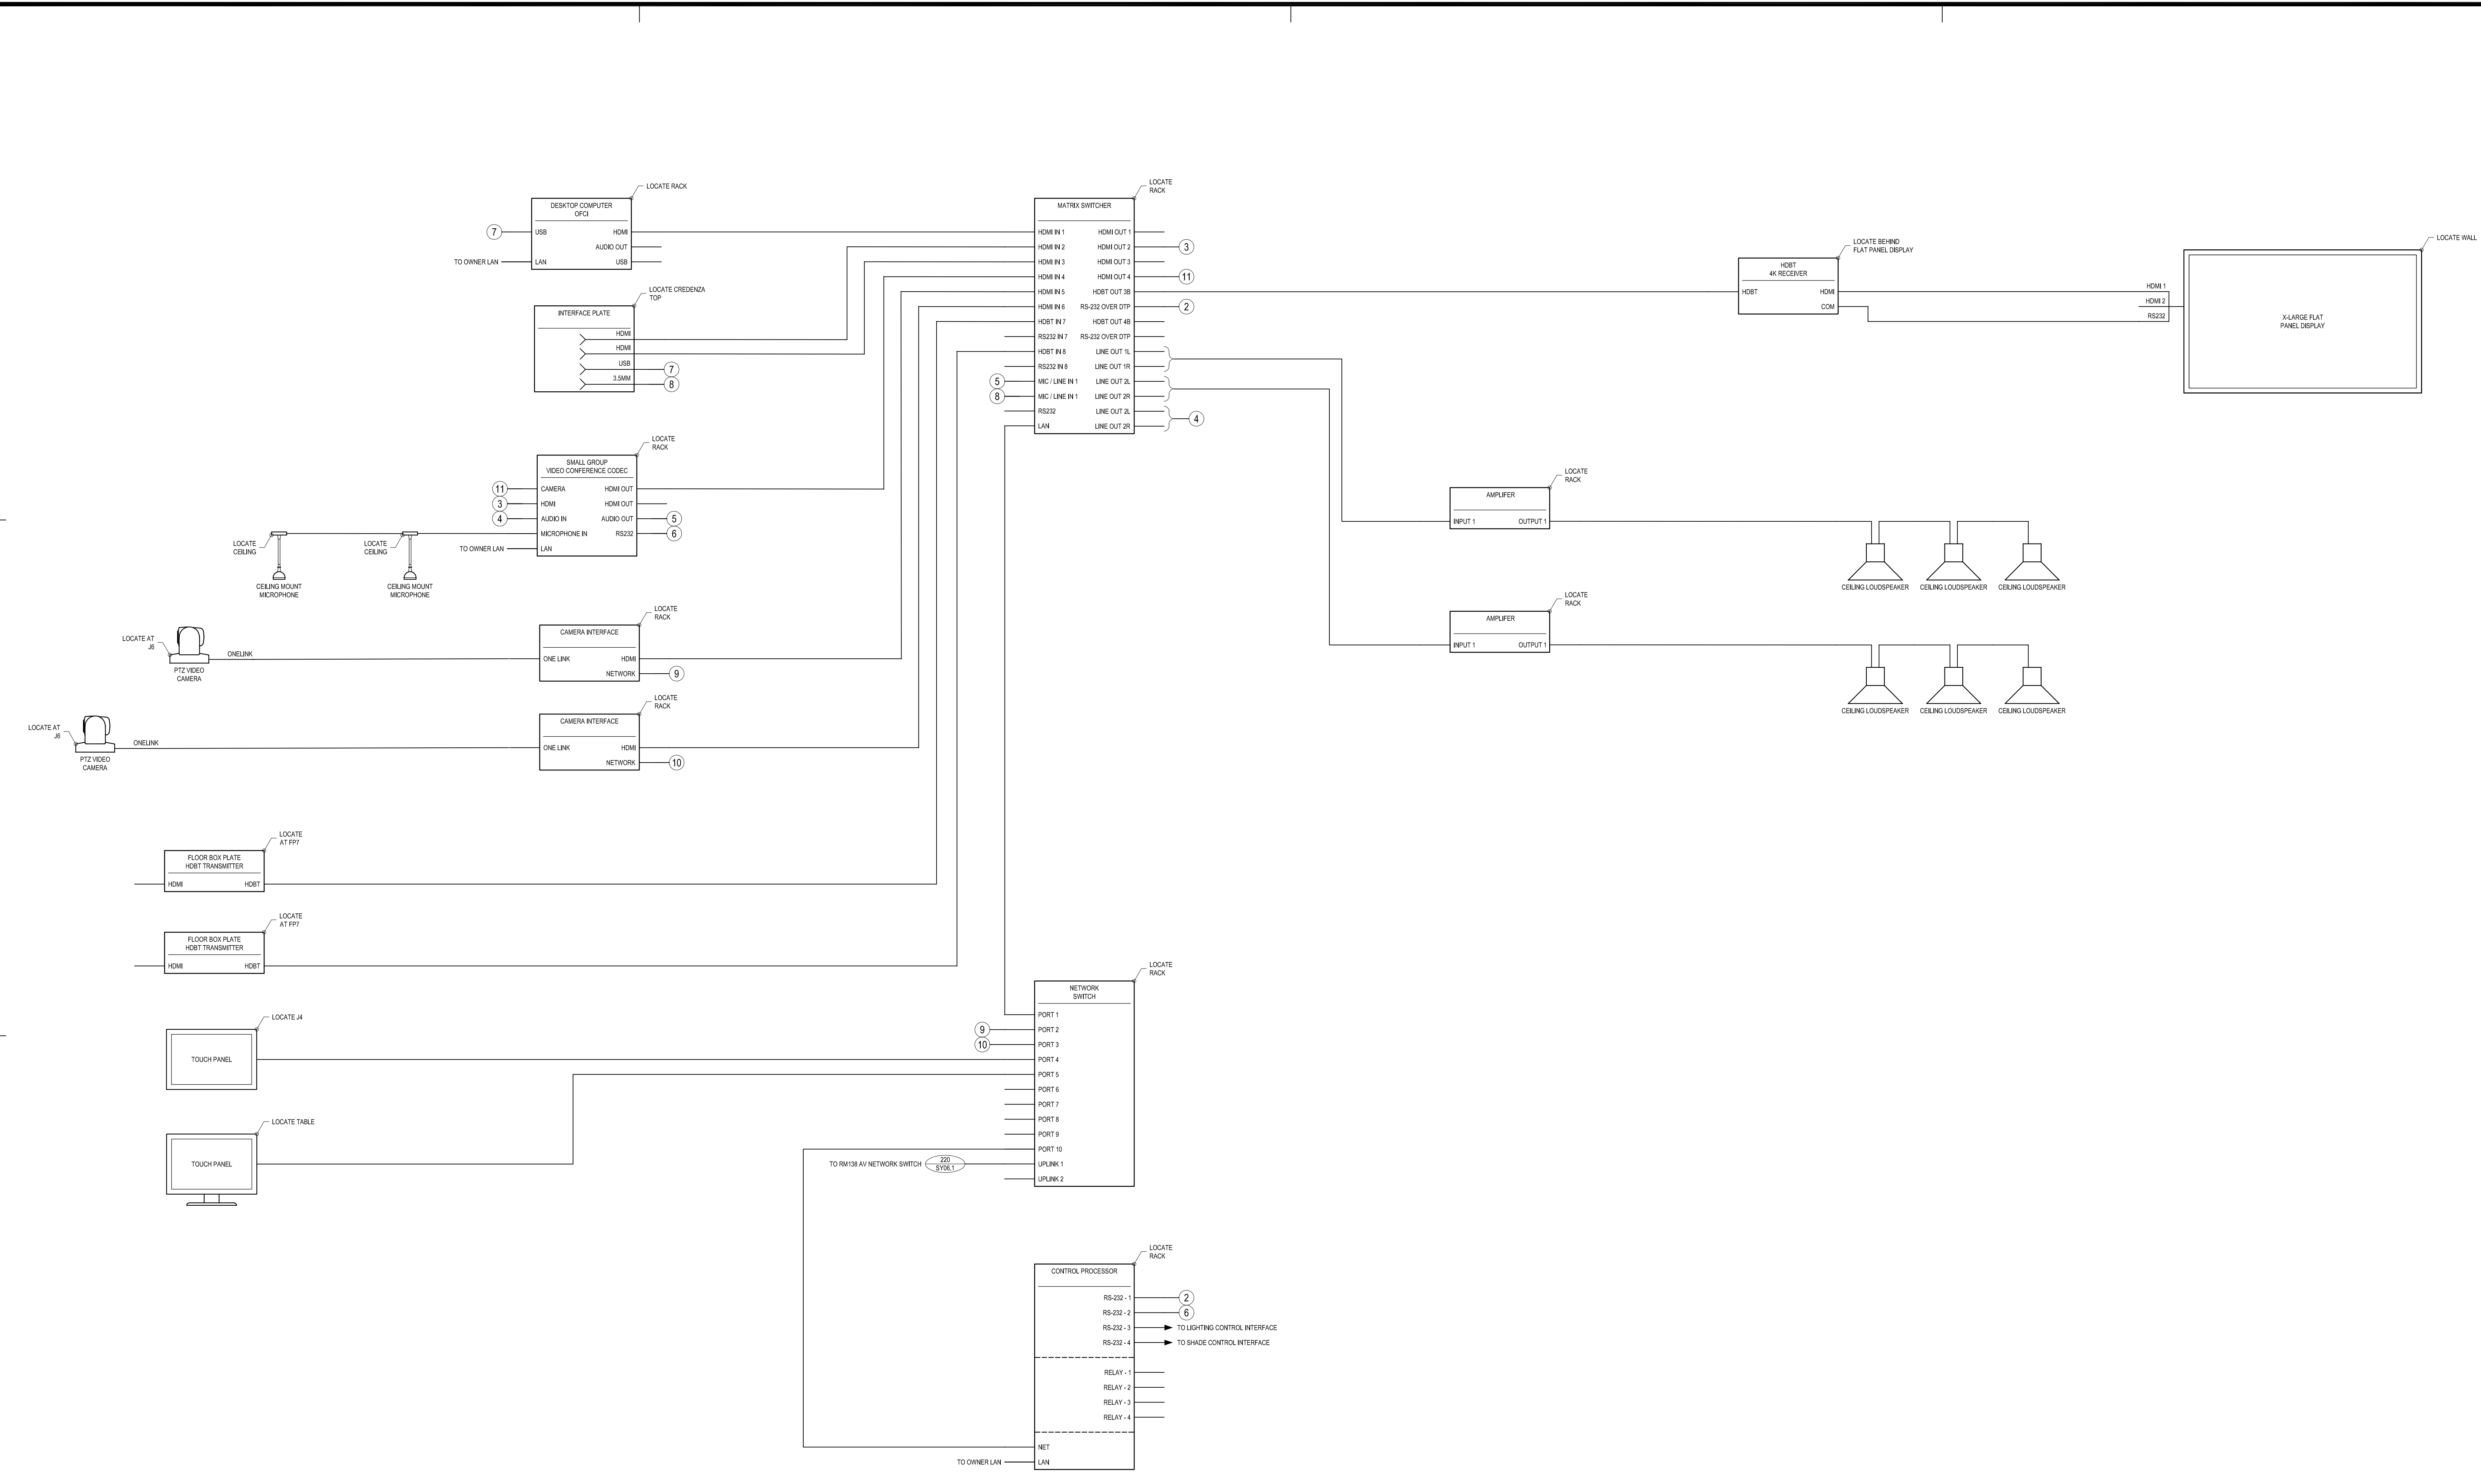 LOCATE RACK
DESKTOP COMPUTER
OFCI
7
USB
HDMI
AUDIO OUT
TO OWNER LAN
LAN
USB
LOCATE CREDENZA
TOP
INTERFACE PLATE
HDMI
HDMI
USB
7
3.5MM
8
LOCATE
RACK
SMALL GROUP
VIDEO CONFERENCE CODEC
11
CAMERA
HDMI OUT
3
HDMI
HDMI OUT
4
AUDIO IN
AUDIO OUT
5
MICROPHONE IN
RS232
6
TO OWNER LAN
LAN
LOCATE
CEILING
CEILING MOUNT
MICROPHONE
LOCATE
CEILING
CEILING MOUNT
MICROPHONE
LOCATE AT
J6
PTZ VIDEO
CAMERA
ONELINK
LOCATE
RACK
CAMERA INTERFACE
ONE LINK
HDMI
NETWORK
9
LOCATE AT
J6
PTZ VIDEO
CAMERA
ONELINK
LOCATE
RACK
CAMERA INTERFACE
ONE LINK
HDMI
NETWORK
10
LOCATE
AT FP7
FLOOR BOX PLATE
HDBT TRANSMITTER
HDMI
HDBT
LOCATE
AT FP7
FLOOR BOX PLATE
HDBT TRANSMITTER
HDMI
HDBT
LOCATE J4
TOUCH PANEL
LOCATE TABLE
TOUCH PANEL
LOCATE
RACK
MATRIX SWITCHER
HDMI IN 1
HDMI OUT 1
HDMI IN 2
HDMI OUT 2
3
HDMI IN 3
HDMI OUT 3
HDMI IN 4
HDMI OUT 4
11
HDMI IN 5
HDBT OUT 3B
HDMI IN 6
RS-232 OVER DTP
2
HDBT IN 7
HDBT OUT 4B
RS232 IN 7
RS-232 OVER DTP
HDBT IN 8
LINE OUT 1L
RS232 IN 8
LINE OUT 1R
5
MIC / LINE IN 1
LINE OUT 2L
8
MIC / LINE IN 1
LINE OUT 2R
RS232
LINE OUT 2L
4
LAN
LINE OUT 2R
LOCATE
RACK
NETWORK
SWITCH
PORT 1
9
PORT 2
10
PORT 3
PORT 4
PORT 5
PORT 6
PORT 7
PORT 8
PORT 9
PORT 10
TO RM138 AV NETWORK SWITCH
220
SY06.1
UPLINK 1
UPLINK 2
LOCATE
RACK
CONTROL PROCESSOR
RS-232 - 1
2
RS-232 - 2
6
RS-232 - 3
TO LIGHTING CONTROL INTERFACE
RS-232 - 4
TO SHADE CONTROL INTERFACE
RELAY - 1
RELAY - 2
RELAY - 3
RELAY - 4
NET
TO OWNER LAN
LAN
LOCATE BEHIND
FLAT PANEL DISPLAY
HDBT
4K RECEIVER
HDBT
HDMI
COM
HDMI 1
HDMI 2
RS232
LOCATE WALL
X-LARGE FLAT
PANEL DISPLAY
LOCATE
RACK
AMPLIFER
INPUT 1
OUTPUT 1
CEILING LOUDSPEAKER
CEILING LOUDSPEAKER
CEILING LOUDSPEAKER
LOCATE
RACK
AMPLIFER
INPUT 1
OUTPUT 1
CEILING LOUDSPEAKER
CEILING LOUDSPEAKER
CEILING LOUDSPEAKER